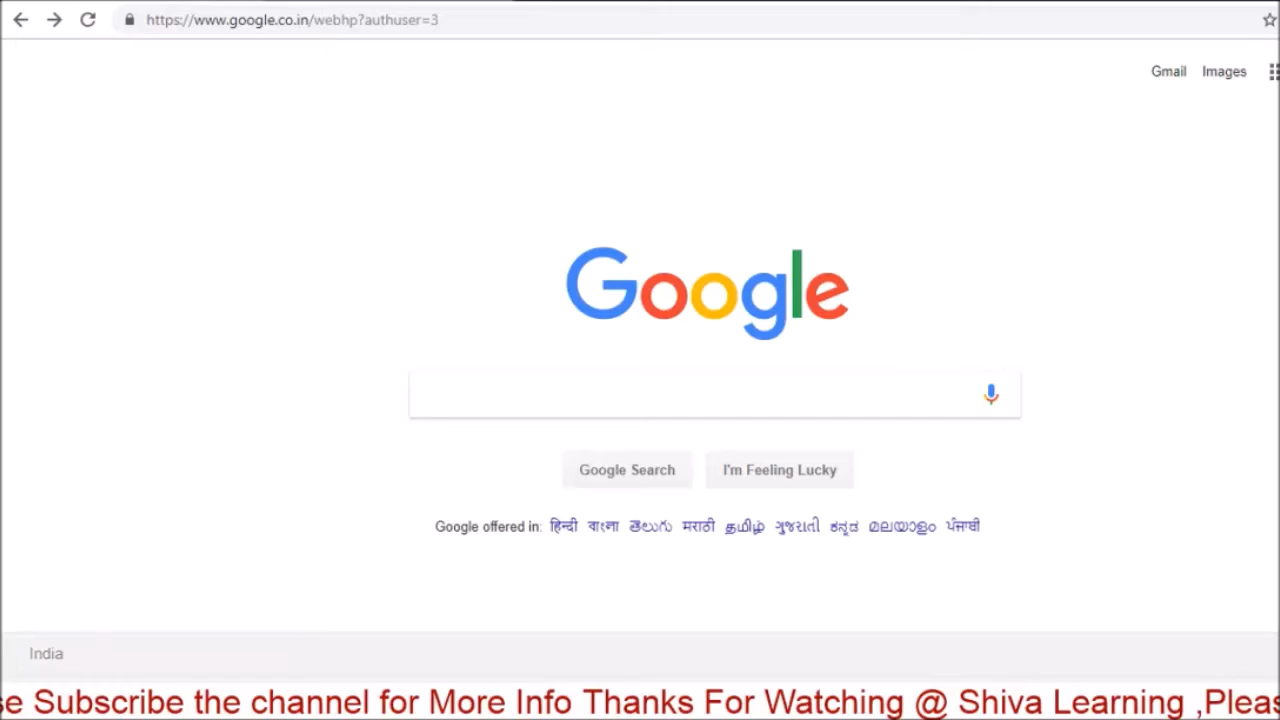 https://www.google.co.in/webhp?authuser=3
Gmail Images
Google
Google Search I'm Feeling Lucky
Google offered in: हिन्दी বাংলা తెలుగు मराठी தமிழ் ગુજરાતી ಕನ್ನಡ മലയാളം ਪੰਜਾਬੀ
India
se Subscribe the channel for More Info Thanks For Watching @ Shiva Learning ,Pleas